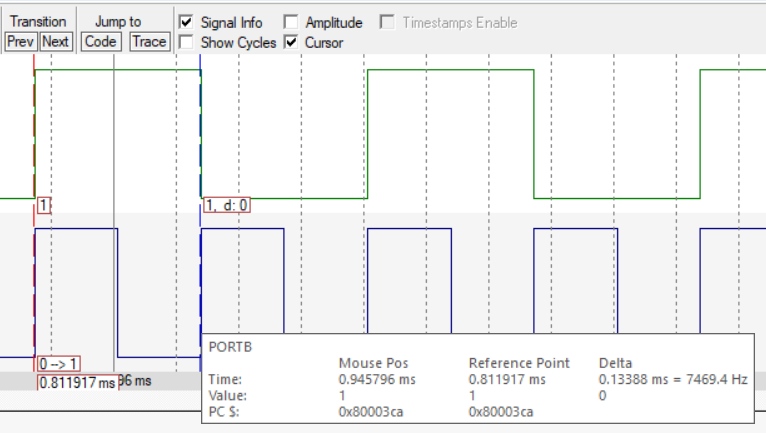 Transition
Jump to
Signal Info
Amplitude
Timestamps Enable
Prev
Next
Code
Trace
Show Cycles
Cursor
1
1, d: 0
0 --> 1
0.811917 ms
96 ms
PORTB
Mouse Pos Reference Point Delta
Time: 0.945796 ms 0.811917 ms 0.13388 ms = 7469.4 Hz
Value: 1 1 0
PC $: 0x80003ca 0x80003ca